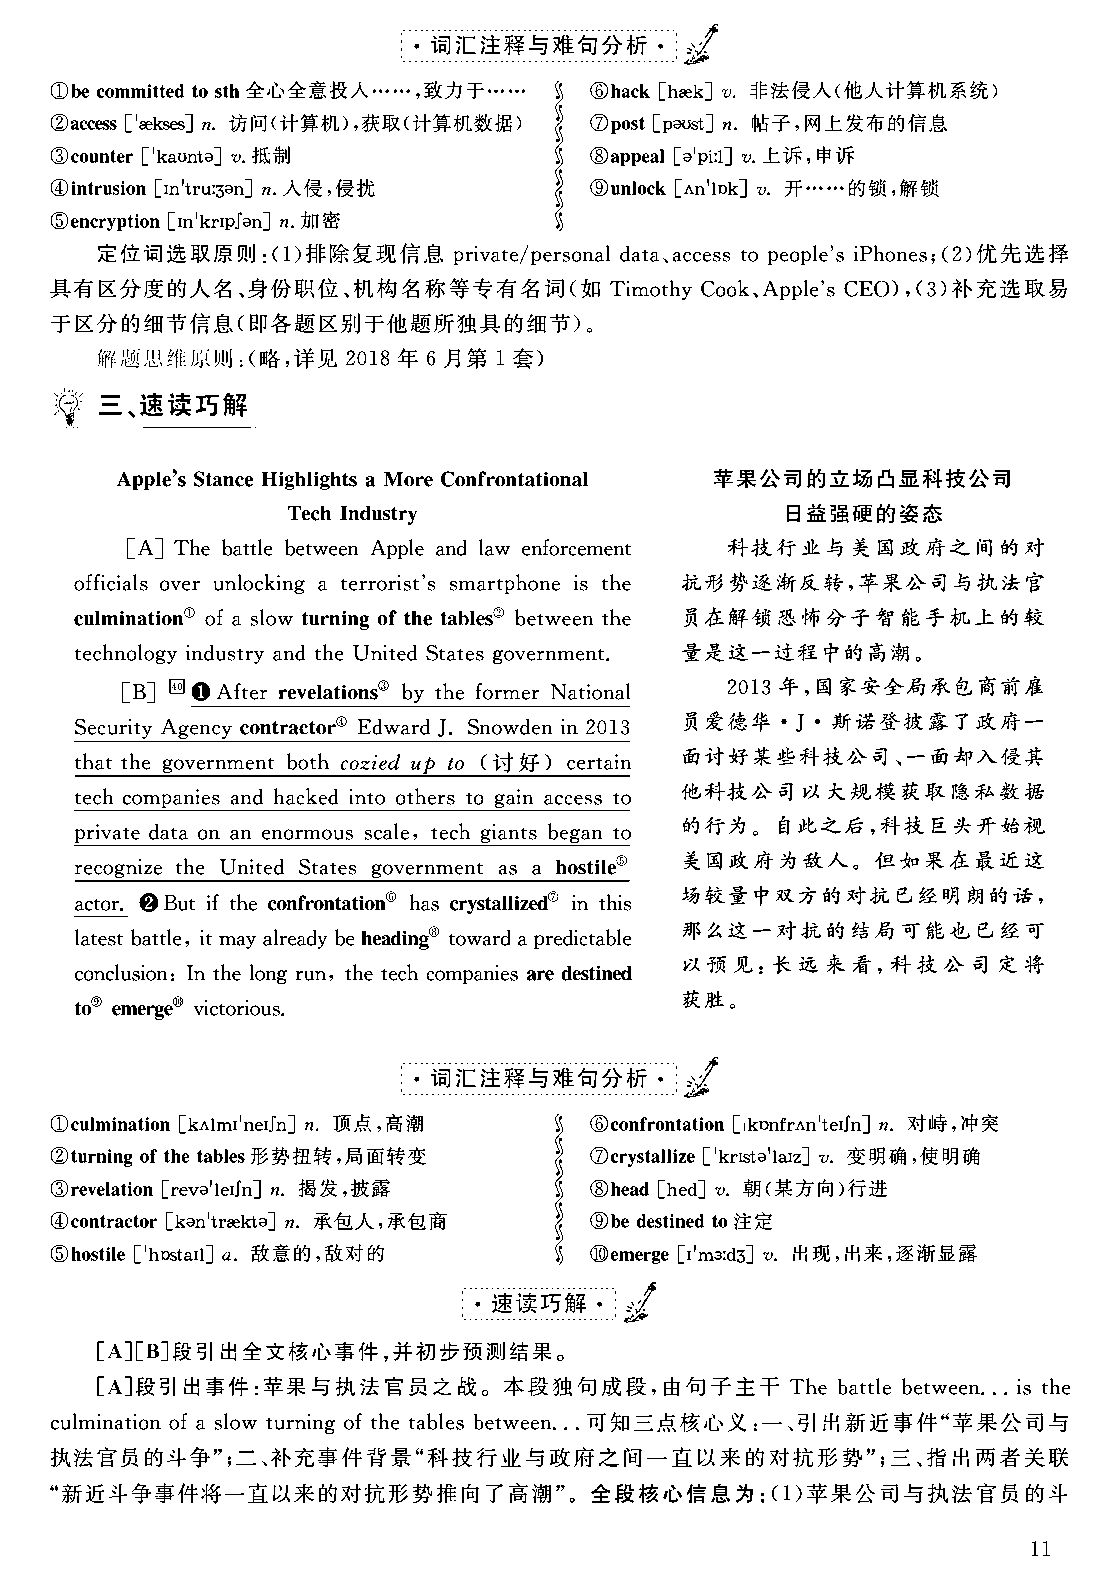 ·词汇注释与难句分析·
①be committed to sth 全心全意投人……,致力于……
②access [ˈækses] n. 访问(计算机),获取(计算机数据)
③counter [ˈkaʊntə] v. 抵制
④intrusion [ɪnˈtruːʒən] n. 入侵,侵扰
⑤encryption [ɪnˈkrɪpʃən] n. 加密
⑥hack [hæk] v. 非法侵人(他人计算机系统)
⑦post [pəʊst] n. 帖子,网上发布的信息
⑧appeal [əˈpiːl] v. 上诉,申诉
⑨unlock [ʌnˈlɒk] v. 开……的锁,解锁
定位词选取原则:(1)排除复现信息 private/personal data、access to people's iPhones;(2)优先选择
具有区分度的人名、身份职位、机构名称等专有名词(如 Timothy Cook、Apple's CEO),(3)补充选取易
于区分的细节信息(即各题区别于他题所独具的细节)。
解题思维原则:(略,详见 2018 年 6 月第 1 套)
三、速读巧解
Apple's Stance Highlights a More Confrontational
Tech Industry
[A] The battle between Apple and law enforcement
officials over unlocking a terrorist's smartphone is the
culmination① of a slow turning of the tables② between the
technology industry and the United States government.
[B] 40 ❶After revelations③ by the former National
Security Agency contractor④ Edward J. Snowden in 2013
that the government both cozied up to (讨好) certain
tech companies and hacked into others to gain access to
private data on an enormous scale, tech giants began to
recognize the United States government as a hostile⑤
actor. ❷But if the confrontation⑥ has crystallized⑦ in this
latest battle, it may already be heading⑧ toward a predictable
conclusion: In the long run, the tech companies are destined
to⑨ emerge⑩ victorious.
苹果公司的立场凸显科技公司
日益强硬的姿态
科技行业与美国政府之间的对
抗形势逐渐反转,苹果公司与执法官
员在解锁恐怖分子智能手机上的较
量是这一过程中的高潮。
2013 年,国家安全局承包商前雇
员爱德华·J·斯诺登披露了政府一
面讨好某些科技公司、一面却入侵其
他科技公司以大规模获取隐私数据
的行为。自此之后,科技巨头开始视
美国政府为敌人。但如果在最近这
场较量中双方的对抗已经明朗的话,
那么这一对抗的结局可能也已经可
以预见:长远来看,科技公司定将
获胜。
·词汇注释与难句分析·
①culmination [kʌlmɪˈneɪʃn] n. 顶点,高潮
②turning of the tables 形势扭转,局面转变
③revelation [revəˈleɪʃn] n. 揭发,披露
④contractor [kənˈtræktə] n. 承包人,承包商
⑤hostile [ˈhɒstaɪl] a. 敌意的,敌对的
⑥confrontation [ˌkɒnfrʌnˈteɪʃn] n. 对峙,冲突
⑦crystallize [ˈkrɪstəˈlaɪz] v. 变明确,使明确
⑧head [hed] v. 朝(某方向)行进
⑨be destined to 注定
⑩emerge [ɪˈmɜːdʒ] v. 出现,出来,逐渐显露
·速读巧解·
[A][B]段引出全文核心事件,并初步预测结果。
[A]段引出事件:苹果与执法官员之战。本段独句成段,由句子主干 The battle between... is the
culmination of a slow turning of the tables between... 可知三点核心义:一、引出新近事件“苹果公司与
执法官员的斗争”;二、补充事件背景“科技行业与政府之间一直以来的对抗形势”;三、指出两者关联
“新近斗争事件将一直以来的对抗形势推向了高潮”。全段核心信息为:(1)苹果公司与执法官员的斗
11